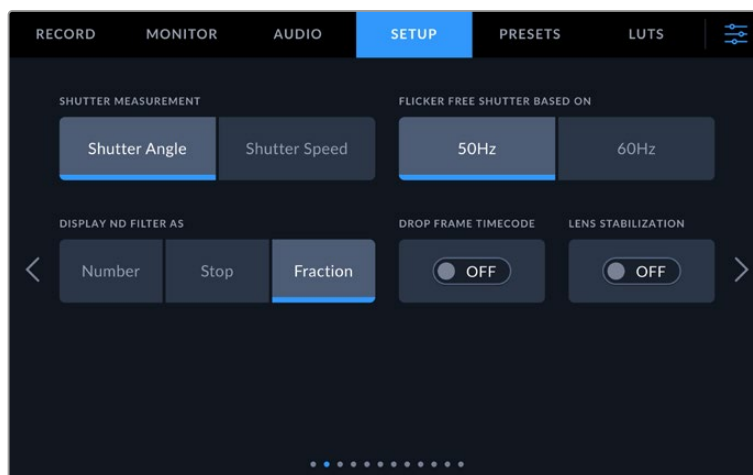 RECORD MONITOR AUDIO SETUP PRESETS LUTS
SHUTTER MEASUREMENT FLICKER FREE SHUTTER BASED ON
Shutter Angle Shutter Speed 50Hz 60Hz
DISPLAY ND FILTER AS DROP FRAME TIMECODE LENS STABILIZATION
Number Stop Fraction OFF OFF